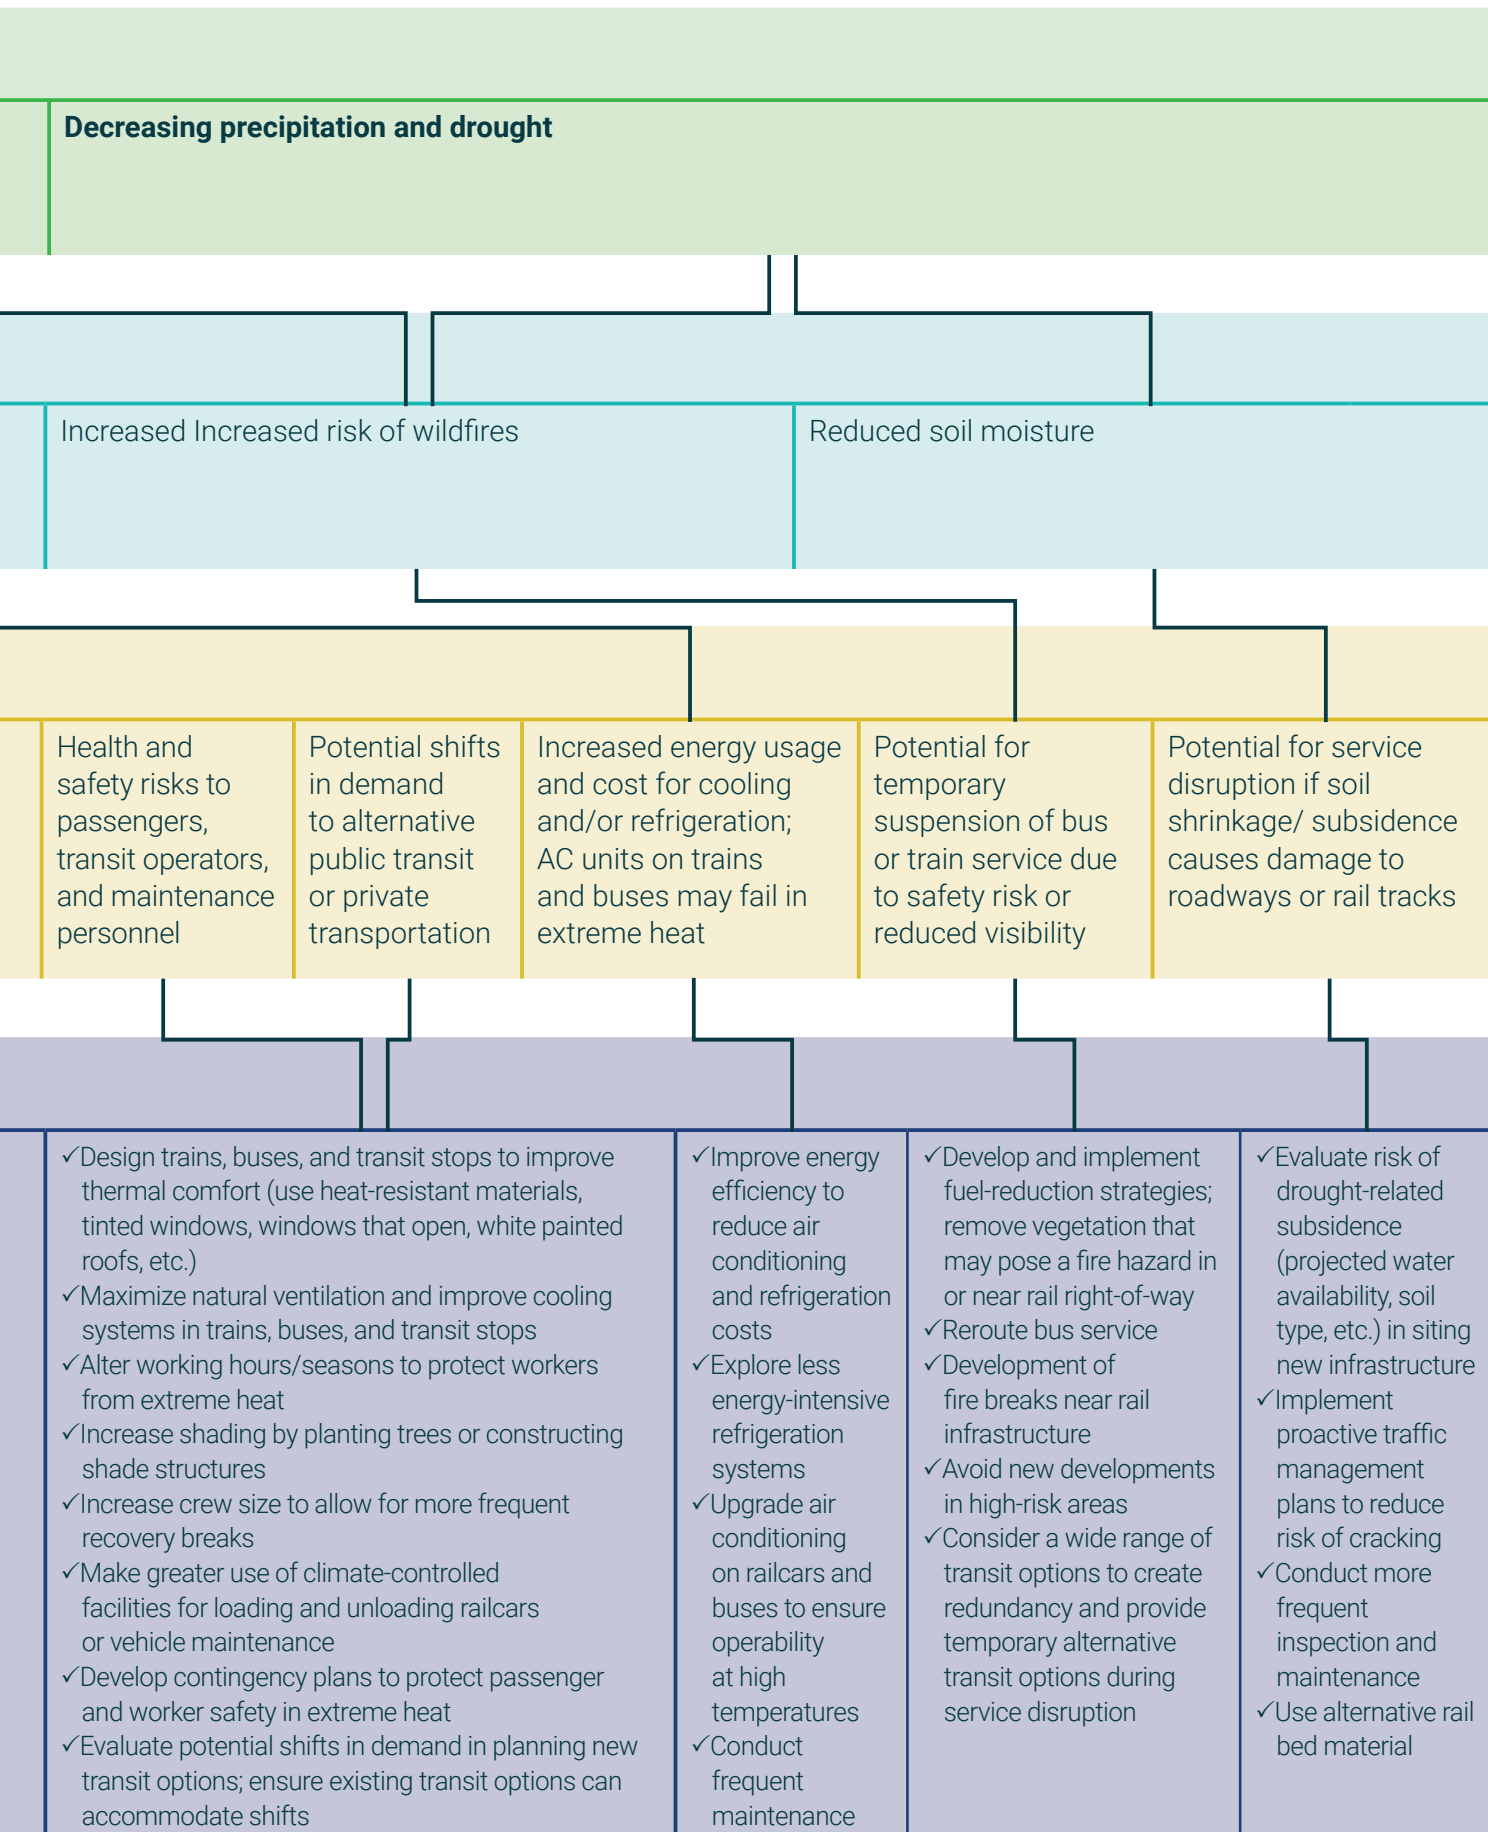 Decreasing precipitation and drought
Increased Increased risk of wildfires
Reduced soil moisture
Health and
safety risks to
passengers,
transit operators,
and maintenance
personnel
Potential shifts
in demand
to alternative
public transit
or private
transportation
Increased energy usage
and cost for cooling
and/or refrigeration;
AC units on trains
and buses may fail in
extreme heat
Potential for
temporary
suspension of bus
or train service due
to safety risk or
reduced visibility
Potential for service
disruption if soil
shrinkage/ subsidence
causes damage to
roadways or rail tracks
✓Design trains, buses, and transit stops to improve
thermal comfort (use heat-resistant materials,
tinted windows, windows that open, white painted
roofs, etc.)
✓Maximize natural ventilation and improve cooling
systems in trains, buses, and transit stops
✓Alter working hours/seasons to protect workers
from extreme heat
✓Increase shading by planting trees or constructing
shade structures
✓Increase crew size to allow for more frequent
recovery breaks
✓Make greater use of climate-controlled
facilities for loading and unloading railcars
or vehicle maintenance
✓Develop contingency plans to protect passenger
and worker safety in extreme heat
✓Evaluate potential shifts in demand in planning new
transit options; ensure existing transit options can
accommodate shifts
✓Improve energy
efficiency to
reduce air
conditioning
and refrigeration
costs
✓Explore less
energy-intensive
refrigeration
systems
✓Upgrade air
conditioning
on railcars and
buses to ensure
operability
at high
temperatures
✓Conduct
frequent
maintenance
✓Develop and implement
fuel-reduction strategies;
remove vegetation that
may pose a fire hazard in
or near rail right-of-way
✓Reroute bus service
✓Development of
fire breaks near rail
infrastructure
✓Avoid new developments
in high-risk areas
✓Consider a wide range of
transit options to create
redundancy and provide
temporary alternative
transit options during
service disruption
✓Evaluate risk of
drought-related
subsidence
(projected water
availability, soil
type, etc.) in siting
new infrastructure
✓Implement
proactive traffic
management
plans to reduce
risk of cracking
✓Conduct more
frequent
inspection and
maintenance
✓Use alternative rail
bed material